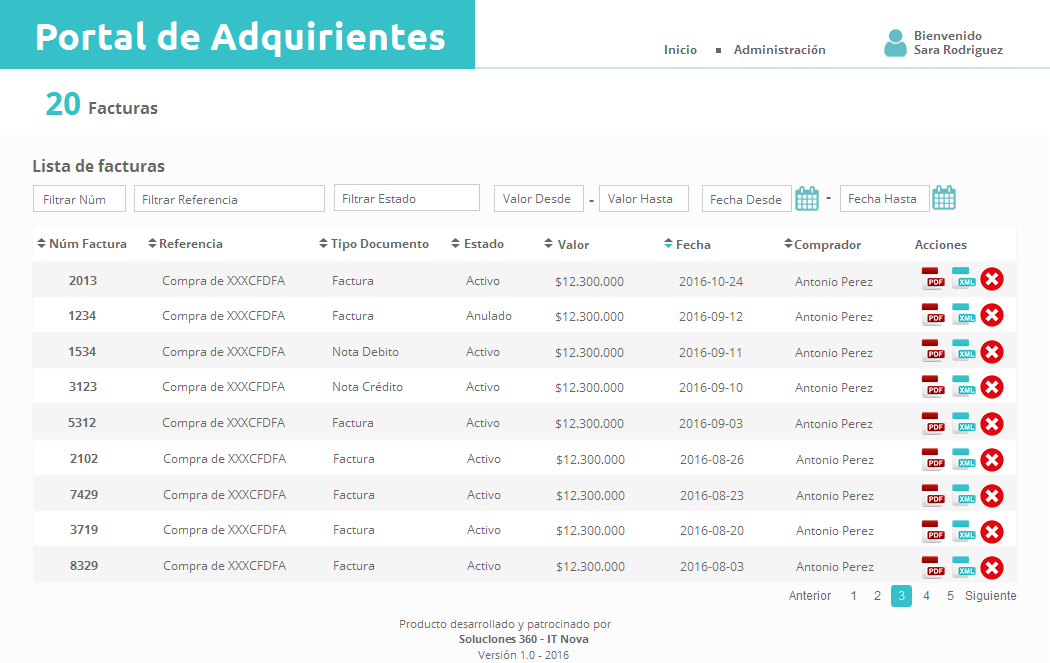 Portal de Adquirientes
Inicio Administración
Bienvenido
Sara Rodriguez
20 Facturas
Lista de facturas
Filtrar Núm Filtrar Referencia Filtrar Estado Valor Desde - Valor Hasta Fecha Desde - Fecha Hasta
Núm Factura Referencia Tipo Documento Estado Valor Fecha Comprador Acciones
2013 Compra de XXXCFDFA Factura Activo $12.300.000 2016-10-24 Antonio Perez PDF XML
1234 Compra de XXXCFDFA Factura Anulado $12.300.000 2016-09-12 Antonio Perez PDF XML
1534 Compra de XXXCFDFA Nota Debito Activo $12.300.000 2016-09-11 Antonio Perez PDF XML
3123 Compra de XXXCFDFA Nota Crédito Activo $12.300.000 2016-09-10 Antonio Perez PDF XML
5312 Compra de XXXCFDFA Factura Activo $12.300.000 2016-09-03 Antonio Perez PDF XML
2102 Compra de XXXCFDFA Factura Activo $12.300.000 2016-08-26 Antonio Perez PDF XML
7429 Compra de XXXCFDFA Factura Activo $12.300.000 2016-08-23 Antonio Perez PDF XML
3719 Compra de XXXCFDFA Factura Activo $12.300.000 2016-08-20 Antonio Perez PDF XML
8329 Compra de XXXCFDFA Factura Activo $12.300.000 2016-08-03 Antonio Perez PDF XML
Anterior 1 2 3 4 5 Siguiente
Producto desarrollado y patrocinado por
Soluciones 360 - IT Nova
Versión 1.0 - 2016